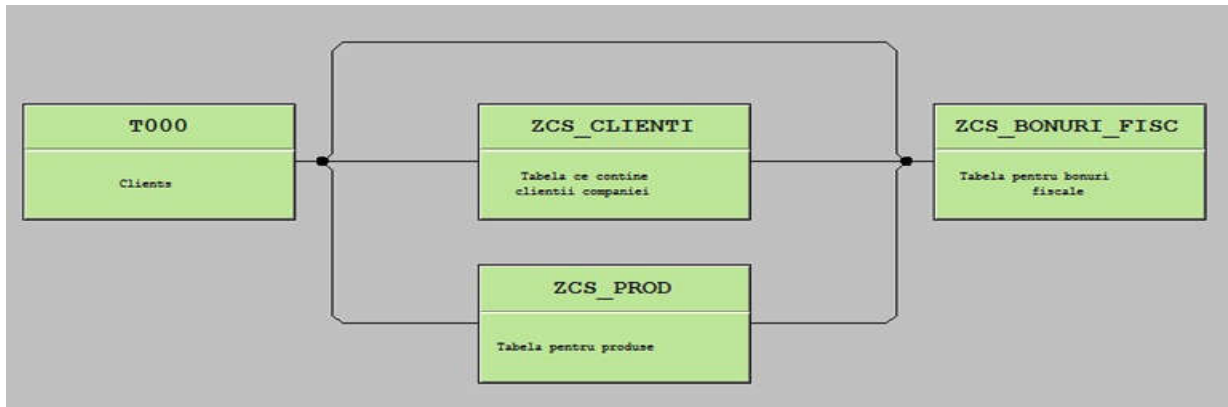 T000
Clients
ZCS_CLIENTI
Tabela ce contine
clientii companiei
ZCS_BONURI_FISC
Tabela pentru bonuri
fiscale
ZCS_PROD
Tabela pentru produse